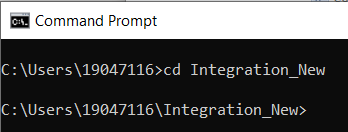 Command Prompt
C:\Users\19047116>cd Integration_New
C:\Users\19047116\Integration_New>